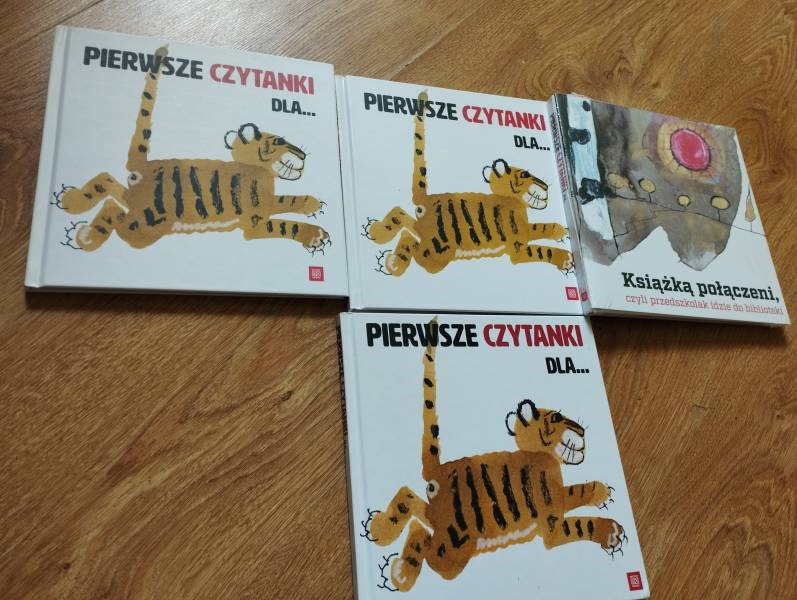 PIERWSZE CZYTANKI
DLA...
PIERWSZE CZYTANKI
DLA...
Książką połączeni,
czyli przedszkolak idzie do biblioteki
PIERWSZE CZYTANKI
DLA...